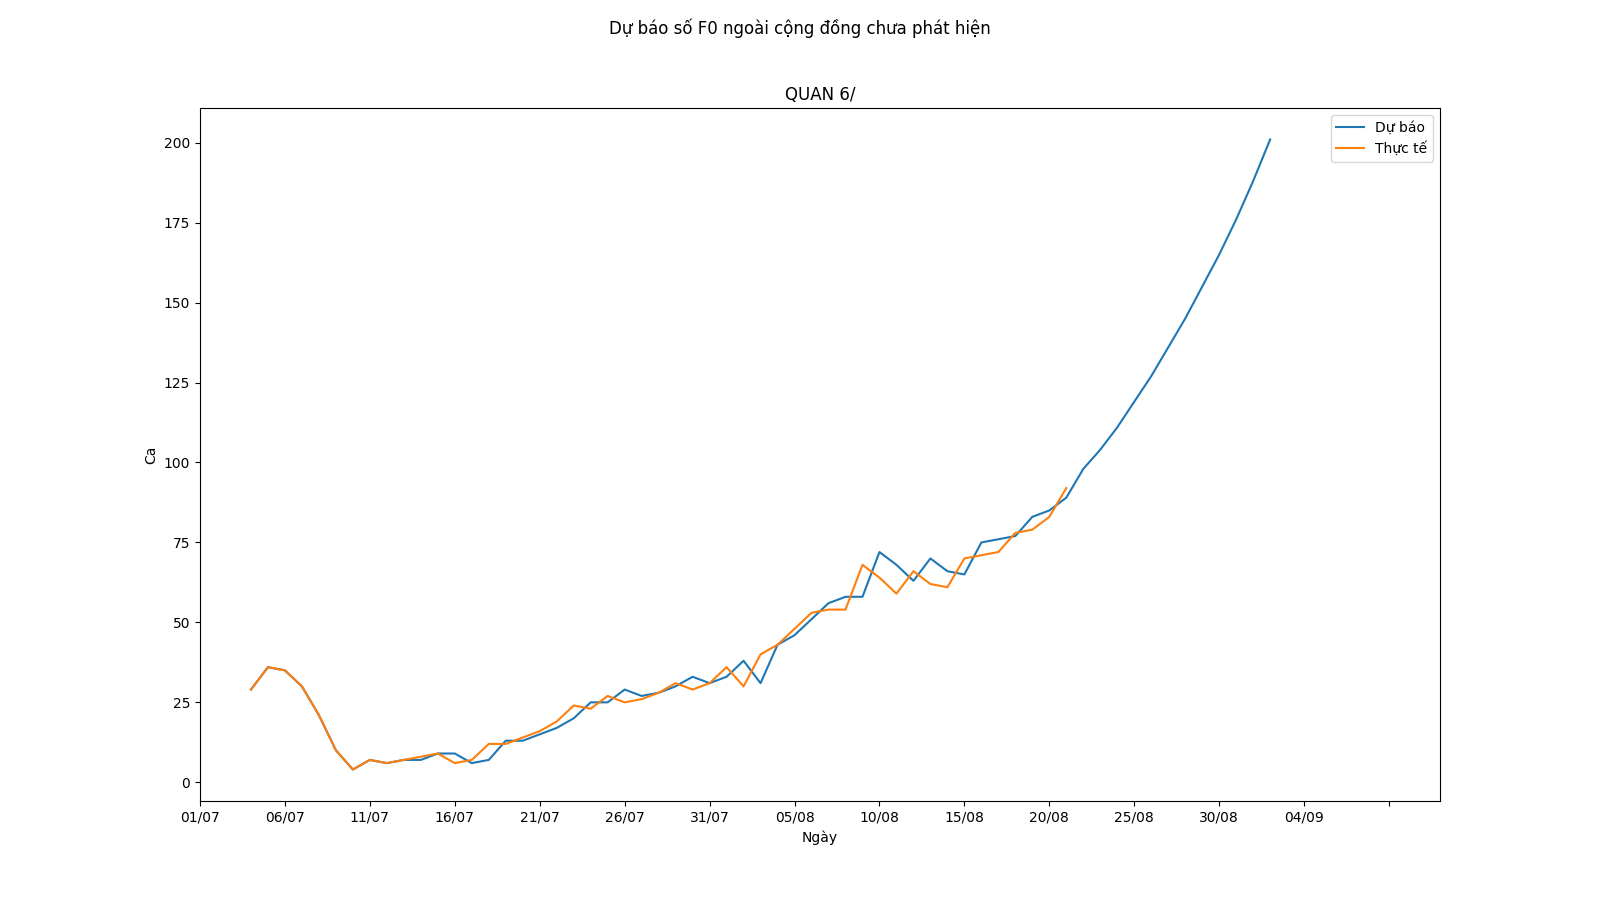 Dự báo số F0 ngoài cộng đồng chưa phát hiện
QUAN 6/
Dự báo
Thực tế
200
175
150
125
100
75
50
25
0
Ca
01/07 06/07 11/07 16/07 21/07 26/07 31/07 05/08 10/08 15/08 20/08 25/08 30/08 04/09
Ngày